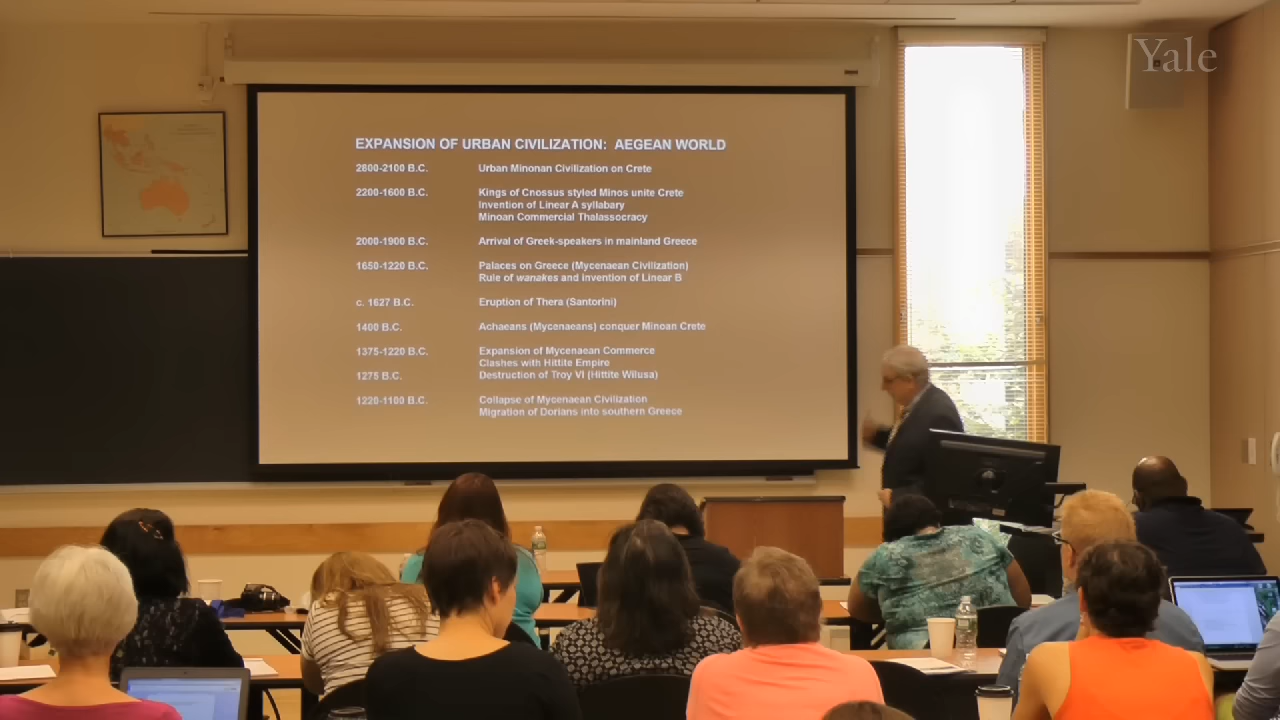 Yale
EXPANSION OF URBAN CIVILIZATION: AEGEAN WORLD
2600-2100 B.C. Urban Minonan Civilization on Crete
2200-1600 B.C. Kings of Cnossus styled Minos unite Crete
Invention of Linear A syllabary
Minoan Commercial Thalassocracy
2000-1900 B.C. Arrival of Greek-speakers in mainland Greece
1650-1220 B.C. Palaces on Greece (Mycenaean Civilization)
Rule of wanakes and invention of Linear B
c. 1627 B.C. Eruption of Thera (Santorini)
1400 B.C. Achaeans (Mycenaeans) conquer Minoan Crete
1375-1220 B.C. Expansion of Mycenaean Commerce
Clashes with Hittite Empire
1275 B.C. Destruction of Troy VI (Hittite Wilusa)
1220-1100 B.C. Collapse of Mycenaean Civilization
Migration of Dorians into southern Greece